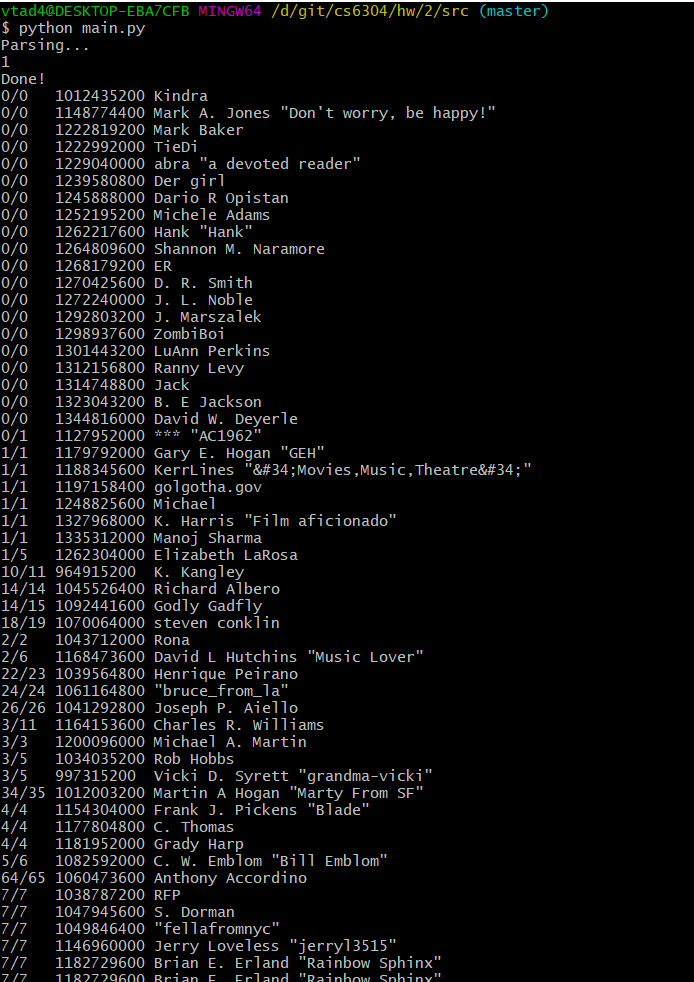 vtad4@DESKTOP-EBA7CFB MINGW64 /d/git/cs6304/hw/2/src (master)
$ python main.py
Parsing...
1
Done!
0/0   1012435200 Kindra
0/0   1148774400 Mark A. Jones "Don't worry, be happy!"
0/0   1222819200 Mark Baker
0/0   1222992000 TieDi
0/0   1229040000 abra "a devoted reader"
0/0   1239580800 Der girl
0/0   1245888000 Dario R Opistan
0/0   1252195200 Michele Adams
0/0   1262217600 Hank "Hank"
0/0   1264809600 Shannon M. Naramore
0/0   1268179200 ER
0/0   1270425600 D. R. Smith
0/0   1272240000 J. L. Noble
0/0   1292803200 J. Marszalek
0/0   1298937600 ZombiBoi
0/0   1301443200 LuAnn Perkins
0/0   1312156800 Ranny Levy
0/0   1314748800 Jack
0/0   1323043200 B. E Jackson
0/0   1344816000 David W. Deyerle
0/1   1127952000 *** "AC1962"
1/1   1179792000 Gary E. Hogan "GEH"
1/1   1188345600 KerrLines "&#34;Movies,Music,Theatre&#34;"
1/1   1197158400 golgotha.gov
1/1   1248825600 Michael
1/1   1327968000 K. Harris "Film aficionado"
1/1   1335312000 Manoj Sharma
1/5   1262304000 Elizabeth LaRosa
10/11 964915200  K. Kangley
14/14 1045526400 Richard Albero
14/15 1092441600 Godly Gadfly
18/19 1070064000 steven conklin
2/2   1043712000 Rona
2/6   1168473600 David L Hutchins "Music Lover"
22/23 1039564800 Henrique Peirano
24/24 1061164800 "bruce_from_la"
26/26 1041292800 Joseph P. Aiello
3/11  1164153600 Charles R. Williams
3/3   1200096000 Michael A. Martin
3/5   1034035200 Rob Hobbs
3/5   997315200  Vicki D. Syrett "grandma-vicki"
34/35 1012003200 Martin A Hogan "Marty From SF"
4/4   1154304000 Frank J. Pickens "Blade"
4/4   1177804800 C. Thomas
4/4   1181952000 Grady Harp
5/6   1082592000 C. W. Emblom "Bill Emblom"
64/65 1060473600 Anthony Accordino
7/7   1038787200 RFP
7/7   1047945600 S. Dorman
7/7   1049846400 "fellafromnyc"
7/7   1146960000 Jerry Loveless "jerryl3515"
7/7   1182729600 Brian E. Erland "Rainbow Sphinx"
7/7   1182729600 Brian E. Erland "Rainbow Sphinx"